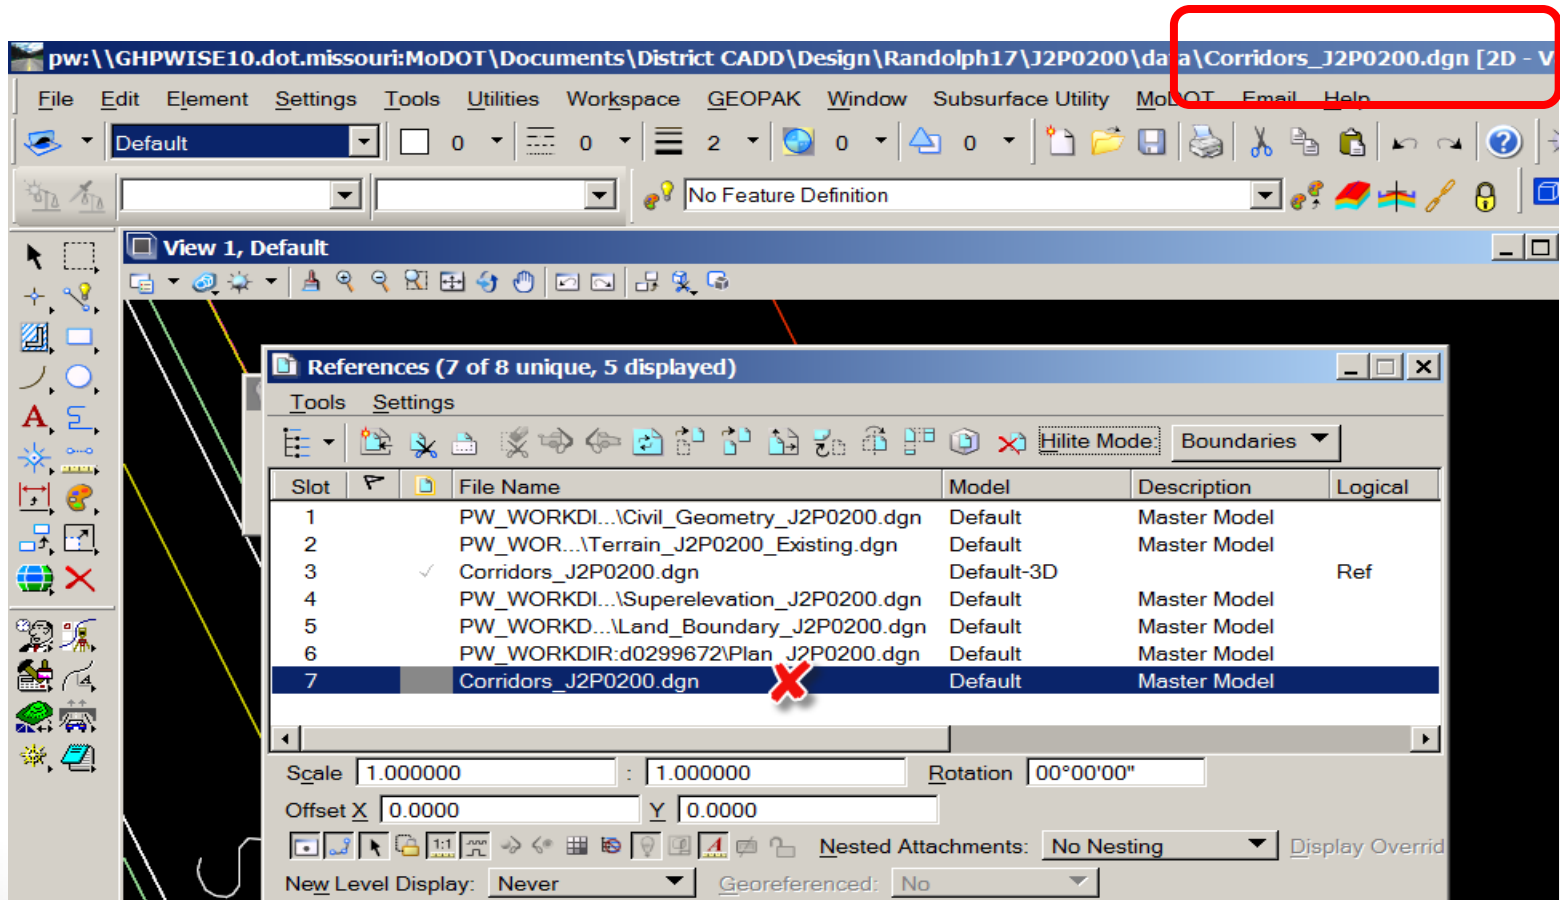 pw:\\GHPWISE10.dot.missouri:MoDOT\Documents\District CADD\Design\Randolph17\J2P0200\data\Corridors_J2P0200.dgn [2D - V
File Edit Element Settings Tools Utilities Workspace GEOPAK Window Subsurface Utility MoDOT Email Help
Default 0 0 2 0 0
No Feature Definition
View 1, Default
References (7 of 8 unique, 5 displayed)
Tools Settings
Hilite Mode: Boundaries
Slot File Name Model Description Logical
1 PW_WORKDI...\Civil_Geometry_J2P0200.dgn Default Master Model
2 PW_WOR...\Terrain_J2P0200_Existing.dgn Default Master Model
3 Corridors_J2P0200.dgn Default-3D Ref
4 PW_WORKDI...\Superelevation_J2P0200.dgn Default Master Model
5 PW_WORKD...\Land_Boundary_J2P0200.dgn Default Master Model
6 PW_WORKDIR:d0299672\Plan_J2P0200.dgn Default Master Model
7 Corridors_J2P0200.dgn Default Master Model
Scale 1.000000 : 1.000000 Rotation 00°00'00"
Offset X 0.0000 Y 0.0000
1:1 A Nested Attachments: No Nesting Display Overrid
New Level Display: Never Georeferenced: No